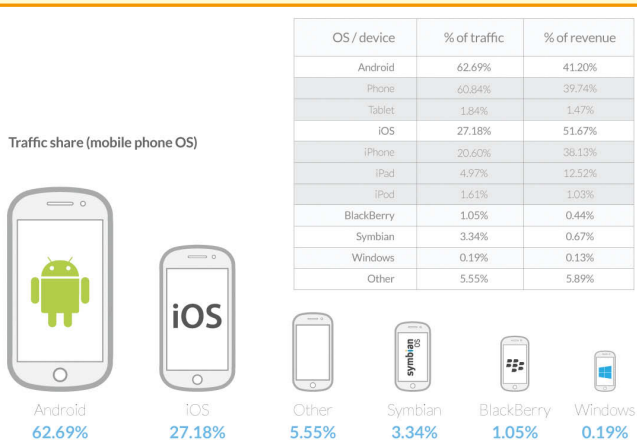 OS / device % of traffic % of revenue
Android 62.69% 41.20%
Phone 60.84% 39.74%
Tablet 1.84% 1.47%
iOS 27.18% 51.67%
iPhone 20.60% 38.13%
iPad 4.97% 12.52%
iPod 1.61% 1.03%
BlackBerry 1.05% 0.44%
Symbian 3.34% 0.67%
Windows 0.19% 0.13%
Other 5.55% 5.89%
Traffic share (mobile phone OS)
iOS
symbian
OS
Android iOS Other Symbian BlackBerry Windows
62.69% 27.18% 5.55% 3.34% 1.05% 0.19%